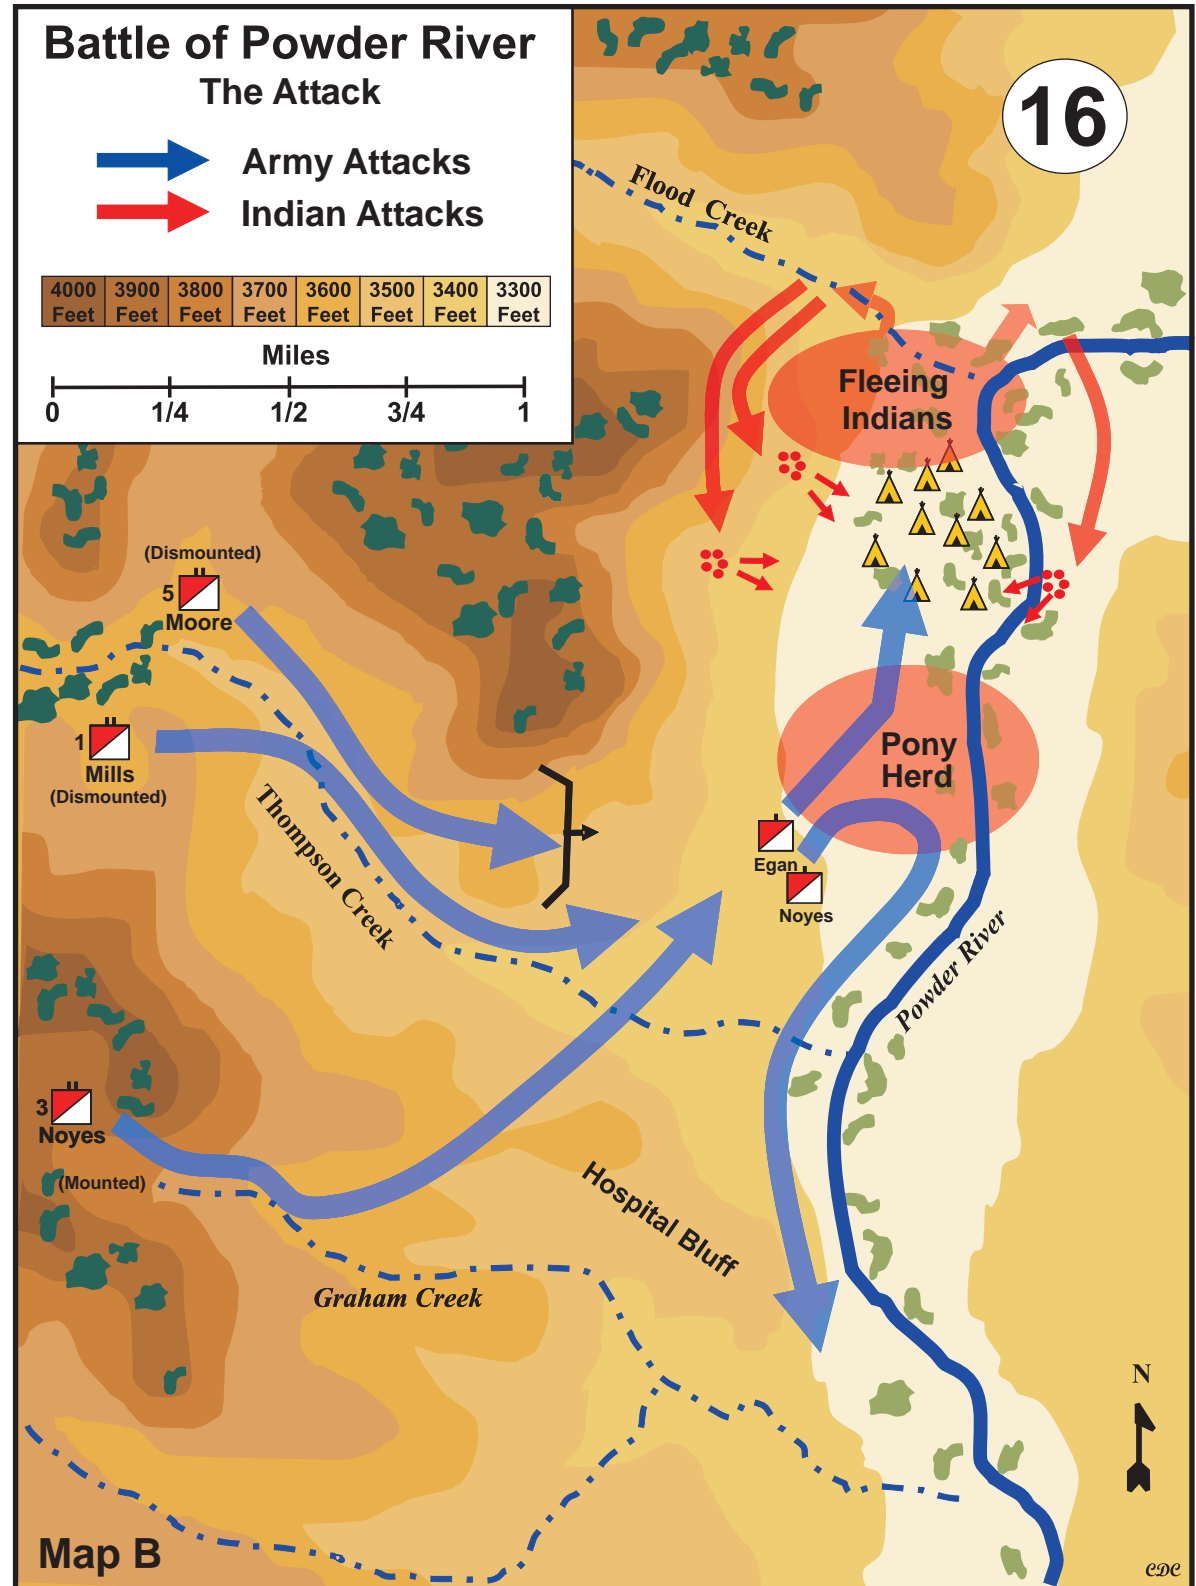 Battle of Powder River
The Attack
Army Attacks
Indian Attacks
4000 3900 3800 3700 3600 3500 3400 3300
Feet Feet Feet Feet Feet Feet Feet Feet
Miles
0 1/4 1/2 3/4 1
16
Flood Creek
Fleeing
Indians
(Dismounted)
5
Moore
1
Mills
(Dismounted)
Thompson Creek
Pony
Herd
Egan
Noyes
Powder River
3
Noyes
(Mounted)
Hospital Bluff
Graham Creek
N
Map B
CDC